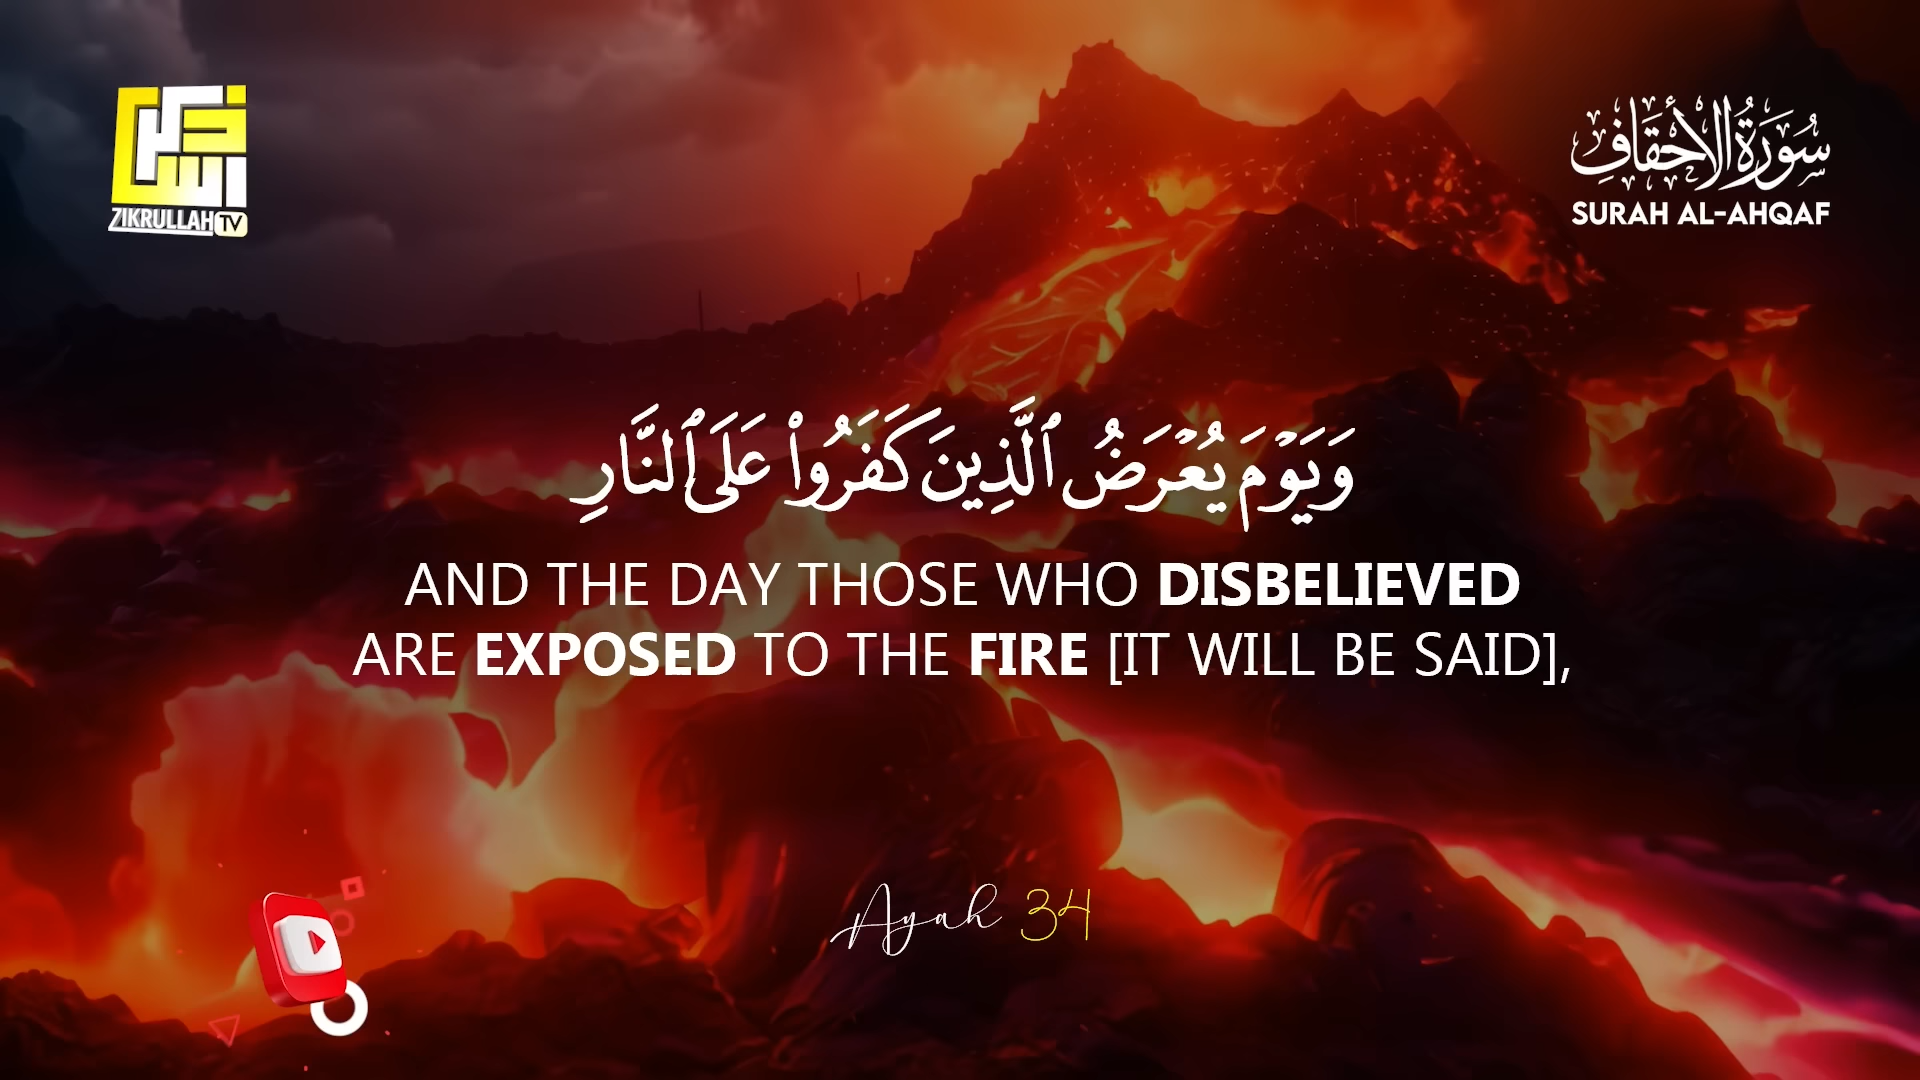 ZIKRULLAH TV
سُورَةُ الأَحْقَافِ
SURAH AL-AHQAF
وَيَوْمَ يُعْرَضُ ٱلَّذِينَ كَفَرُوا۟ عَلَى ٱلنَّارِ
AND THE DAY THOSE WHO DISBELIEVED
ARE EXPOSED TO THE FIRE [IT WILL BE SAID],
Ayah 34